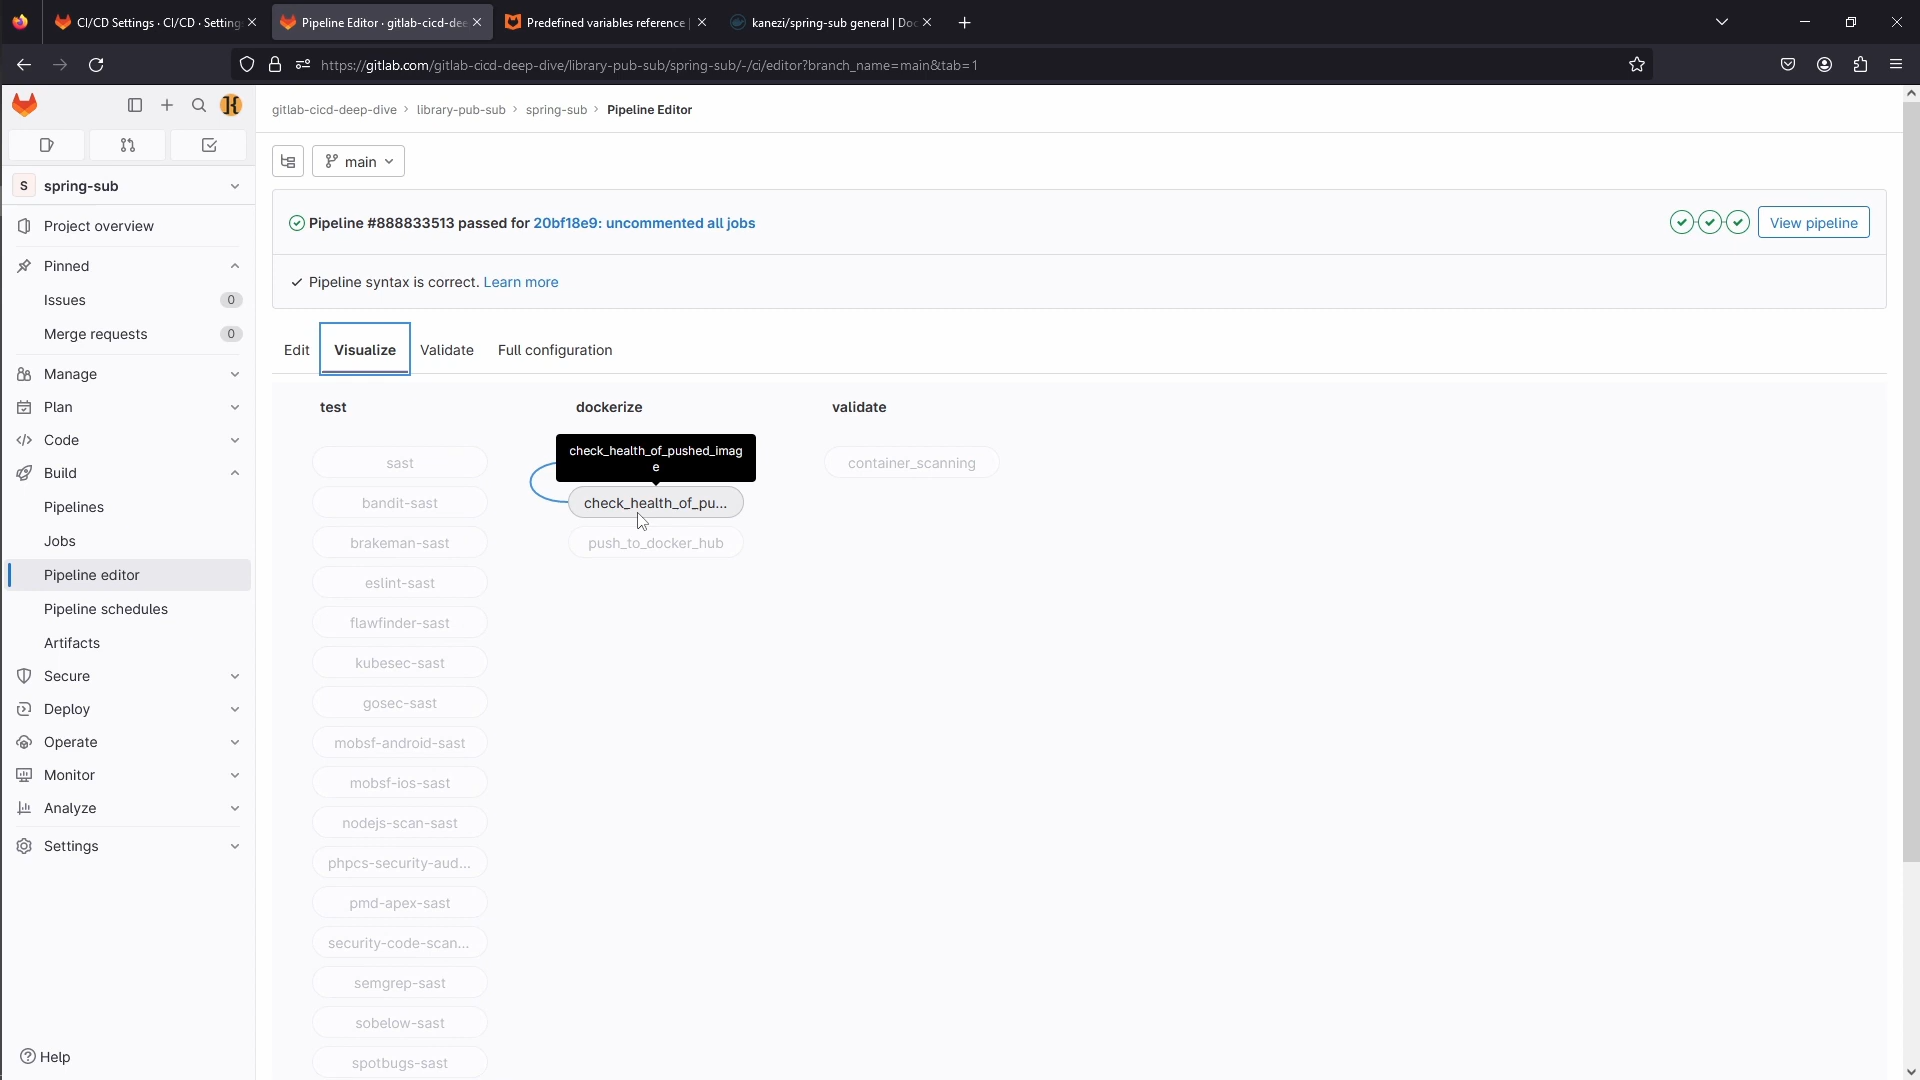 CI/CD Settings · CI/CD · Setting
Pipeline Editor · gitlab-cicd-dee
Predefined variables reference |
kanezi/spring-sub general | Doc
https://gitlab.com/gitlab-cicd-deep-dive/library-pub-sub/spring-sub/-/ci/editor?branch_name=main&tab=1
gitlab-cicd-deep-dive › library-pub-sub › spring-sub › Pipeline Editor
main
S spring-sub
Project overview
Pinned
Issues 0
Merge requests 0
Manage
Plan
Code
Build
Pipelines
Jobs
Pipeline editor
Pipeline schedules
Artifacts
Secure
Deploy
Operate
Monitor
Analyze
Settings
Help
Pipeline #888833513 passed for 20bf18e9: uncommented all jobs
View pipeline
Pipeline syntax is correct. Learn more
Edit Visualize Validate Full configuration
test
sast
bandit-sast
brakeman-sast
eslint-sast
flawfinder-sast
kubesec-sast
gosec-sast
mobsf-android-sast
mobsf-ios-sast
nodejs-scan-sast
phpcs-security-aud...
pmd-apex-sast
security-code-scan...
semgrep-sast
sobelow-sast
spotbugs-sast
dockerize
check_health_of_pushed_imag
e
check_health_of_pu...
push_to_docker_hub
validate
container_scanning